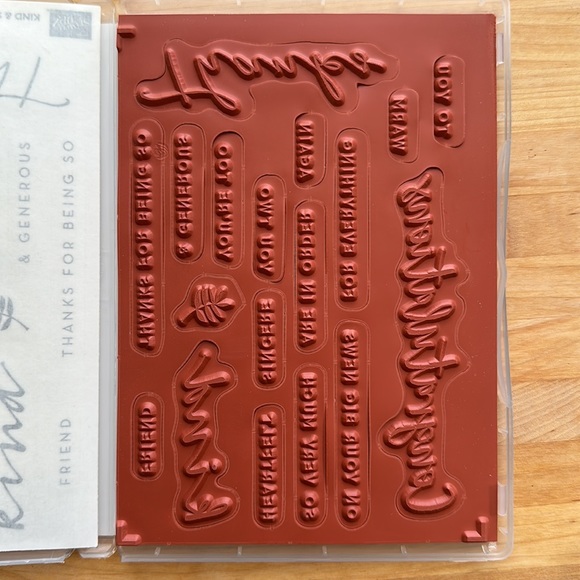 KIND & S
& GENEROUS
THANKS FOR BEING SO
kind
FRIEND
Thanks
THANKS FOR BEING SO
& GENEROUS
YOU'RE TOO
YOU TWO
AGAIN
ARE IN ORDER
FOR EVERYTHING
WARM
TO YOU
kind
FRIEND
SINCERE
HEARTFELT
SO VERY MUCH
ON YOUR BIG NEWS
Congratulations